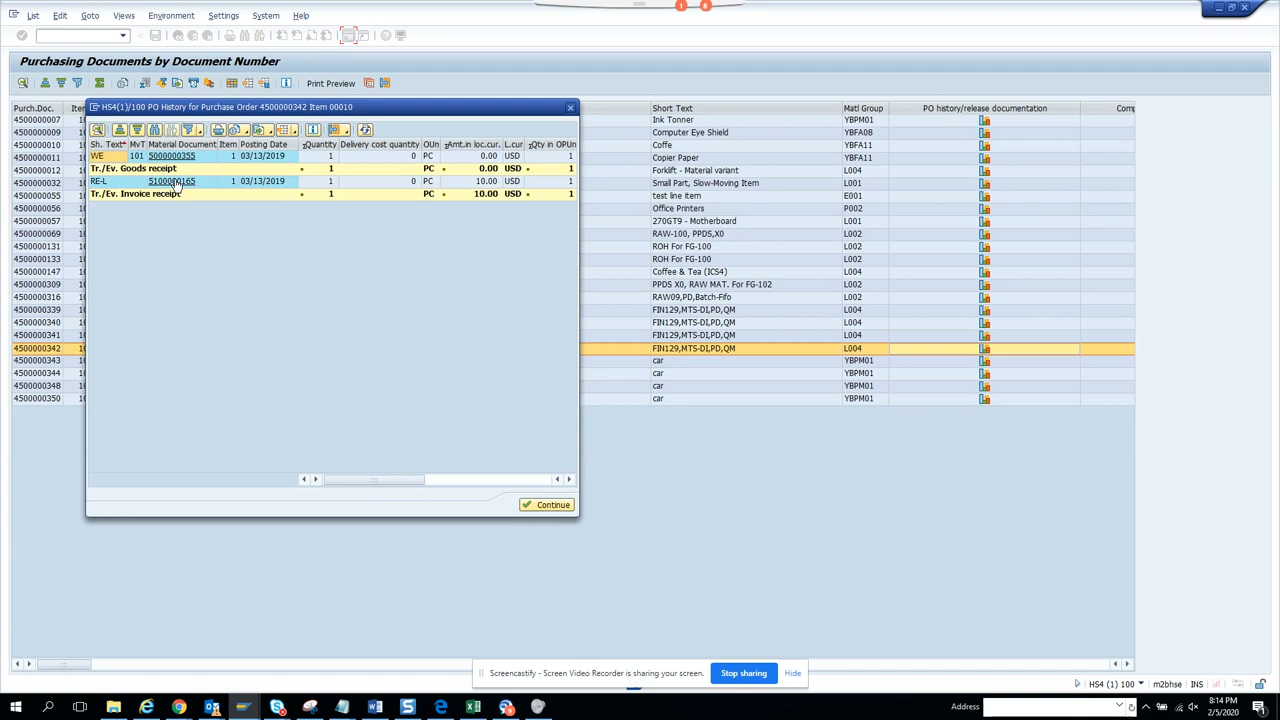 List Edit Goto Views Environment Settings System Help
1 8
Purchasing Documents by Document Number
Print Preview
Purch.Doc. Short Text Matl Group PO history/release documentation
HS4(1)/100 PO History for Purchase Order 4500000342 Item 00010
Sh. Text MvT Material Document Item Posting Date Quantity Delivery cost quantity OUn Amt.in loc.cur. L.cur Qty in OPUn
WE 101 5000000355 1 03/13/2019 1 0 PC 0.00 USD 1
Tr./Ev. Goods receipt 1 PC 0.00 USD 1
RE-L 5100000165 1 03/13/2019 1 0 PC 10.00 USD 1
Tr./Ev. Invoice receipt 1 PC 10.00 USD 1
Continue
4500000007 Ink Tonner YBPM01
4500000009 Computer Eye Shield YBFA08
4500000010 Coffe YBFA11
4500000011 Copier Paper YBFA11
4500000012 Forklift - Material variant L004
4500000032 Small Part, Slow-Moving Item L001
4500000055 test line item E001
4500000056 Office Printers P002
4500000057 270GT9 - Motherboard L001
4500000069 RAW-100, PPDS,X0 L002
4500000131 ROH For FG-100 L002
4500000133 ROH For FG-100 L002
4500000147 Coffee & Tea (ICS4) L004
4500000309 PPDS X0, RAW MAT. For FG-102 L002
4500000316 RAW09,PD,Batch-Fifo L002
4500000339 FIN129,MTS-DI,PD,QM L004
4500000340 FIN129,MTS-DI,PD,QM L004
4500000341 FIN129,MTS-DI,PD,QM L004
4500000342 FIN129,MTS-DI,PD,QM L004
4500000343 car YBPM01
4500000344 car YBPM01
4500000348 car YBPM01
4500000350 car YBPM01
Screencastify - Screen Video Recorder is sharing your screen. Stop sharing Hide
HS4 (1) 100 m2bhse INS
Address 8:14 PM
2/5/2020